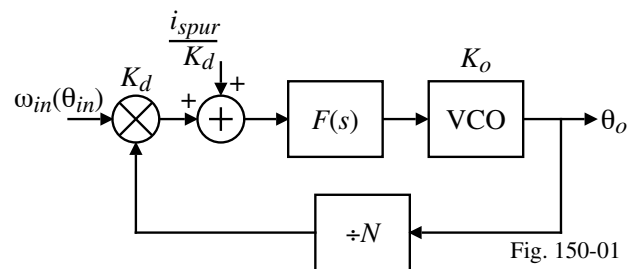 i_spur
K_d
K_d
K_o
ω_in(θ_in)
+
+
+
F(s)
VCO
θ_o
÷N
Fig. 150-01